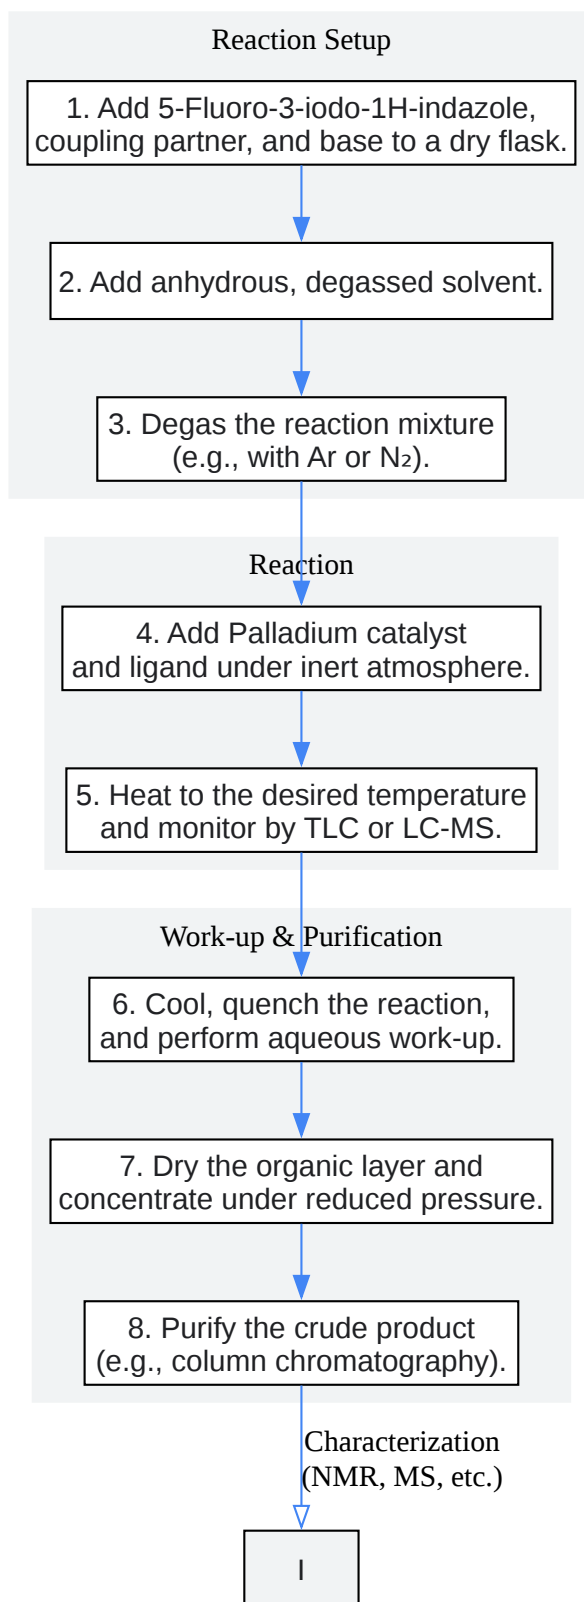 Reaction Setup
1. Add 5-Fluoro-3-iodo-1H-indazole,
coupling partner, and base to a dry flask.
2. Add anhydrous, degassed solvent.
3. Degas the reaction mixture
(e.g., with Ar or N₂).
Reaction
4. Add Palladium catalyst
and ligand under inert atmosphere.
5. Heat to the desired temperature
and monitor by TLC or LC-MS.
Work-up & Purification
6. Cool, quench the reaction,
and perform aqueous work-up.
7. Dry the organic layer and
concentrate under reduced pressure.
8. Purify the crude product
(e.g., column chromatography).
Characterization
(NMR, MS, etc.)
I